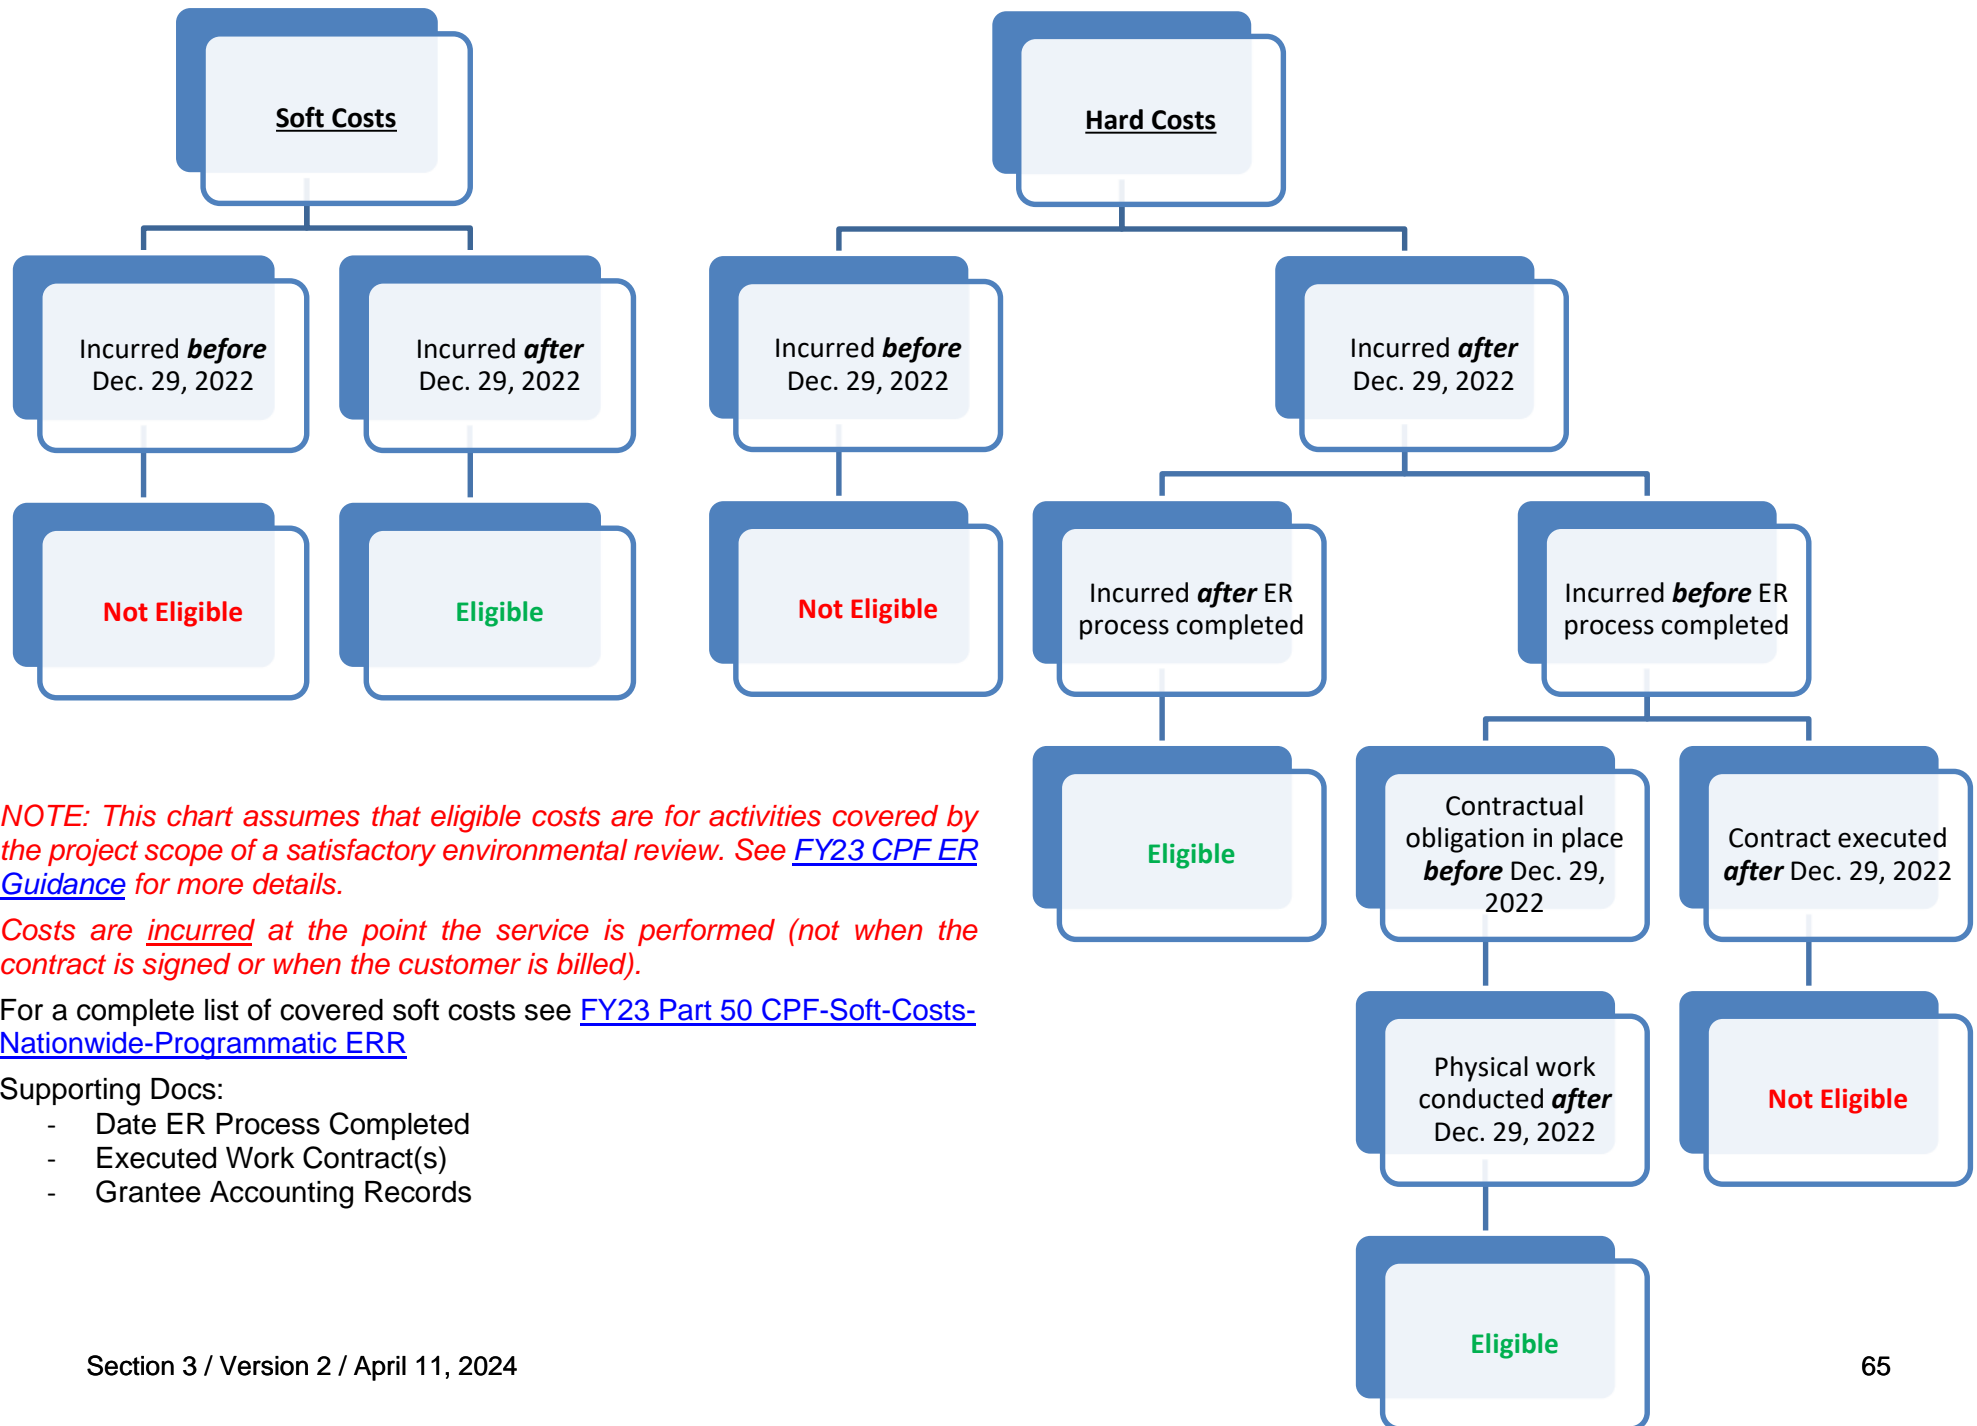 Soft Costs
Hard Costs
Incurred before
Dec. 29, 2022
Incurred after
Dec. 29, 2022
Incurred before
Dec. 29, 2022
Incurred after
Dec. 29, 2022
Not Eligible
Eligible
Not Eligible
Incurred after ER
process completed
Incurred before ER
process completed
Eligible
Contractual
obligation in place
before Dec. 29,
2022
Contract executed
after Dec. 29, 2022
Physical work
conducted after
Dec. 29, 2022
Not Eligible
Eligible
NOTE: This chart assumes that eligible costs are for activities covered by
the project scope of a satisfactory environmental review. See FY23 CPF ER
Guidance for more details.
Costs are incurred at the point the service is performed (not when the
contract is signed or when the customer is billed).
For a complete list of covered soft costs see FY23 Part 50 CPF-Soft-Costs-
Nationwide-Programmatic ERR
Supporting Docs:
- Date ER Process Completed
- Executed Work Contract(s)
- Grantee Accounting Records
Section 3 / Version 2 / April 11, 2024
65